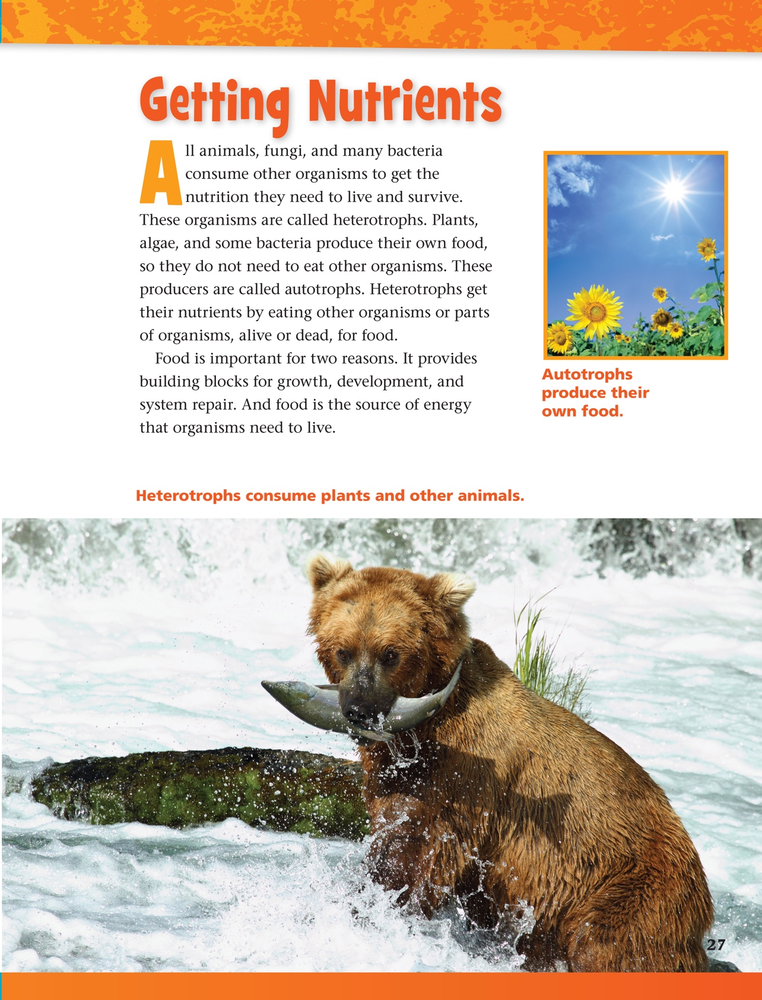 Getting Nutrients
All animals, fungi, and many bacteria
consume other organisms to get the
nutrition they need to live and survive.
These organisms are called heterotrophs. Plants,
algae, and some bacteria produce their own food,
so they do not need to eat other organisms. These
producers are called autotrophs. Heterotrophs get
their nutrients by eating other organisms or parts
of organisms, alive or dead, for food.
Food is important for two reasons. It provides
building blocks for growth, development, and
system repair. And food is the source of energy
that organisms need to live.
Autotrophs
produce their
own food.
Heterotrophs consume plants and other animals.
27